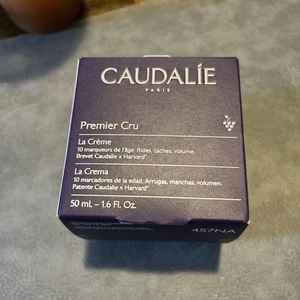 CAUDALÍE
PARIS
Premier Cru
La Crème
10 marqueurs de l'âge, Rides, taches, volume.
Brevet Caudalie x Harvard*
La Crema
10 marcadores de la edad, Arrugas, manchas, volumen.
Patente Caudalie x Harvard*
50 mL – 1.6 Fl. Oz.
457NA